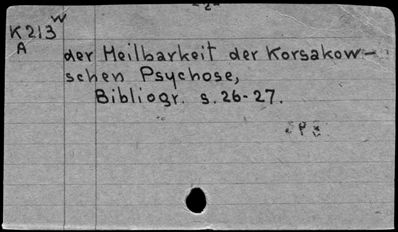 -2-
K213 w
A
der Heilbarkeit der Korsakow-
schen Psychose,
Bibliogr. s.26-27.